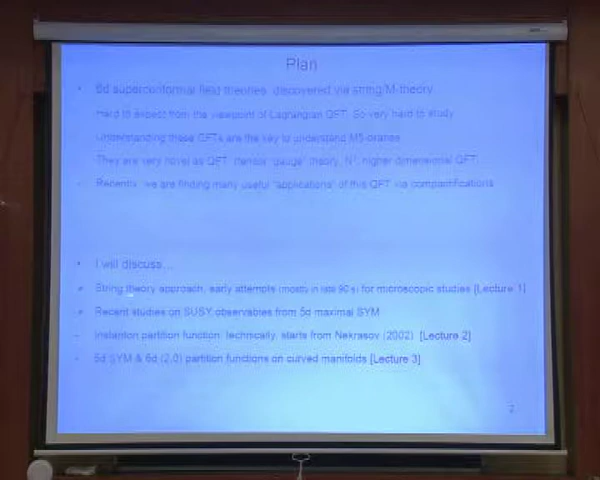 Plan
6d superconformal field theories, discovered via string/M-theory
Hard to expect from the viewpoint of Lagrangian QFT. So very hard to study.
Understanding these CFTs are the key to understand M5-branes
They are very novel as QFT: tensor "gauge" theory, N³, higher dimensional QFT,
Recently, we are finding many useful "applications" of this QFT via compactifications
I will discuss…
String theory approach, early attempts (mostly in late 90's) for microscopic studies [Lecture 1]
Recent studies on SUSY observables from 5d maximal SYM
Instanton partition function: technically, starts from Nekrasov (2002) [Lecture 2]
5d SYM & 6d (2,0) partition functions on curved manifolds [Lecture 3]
2